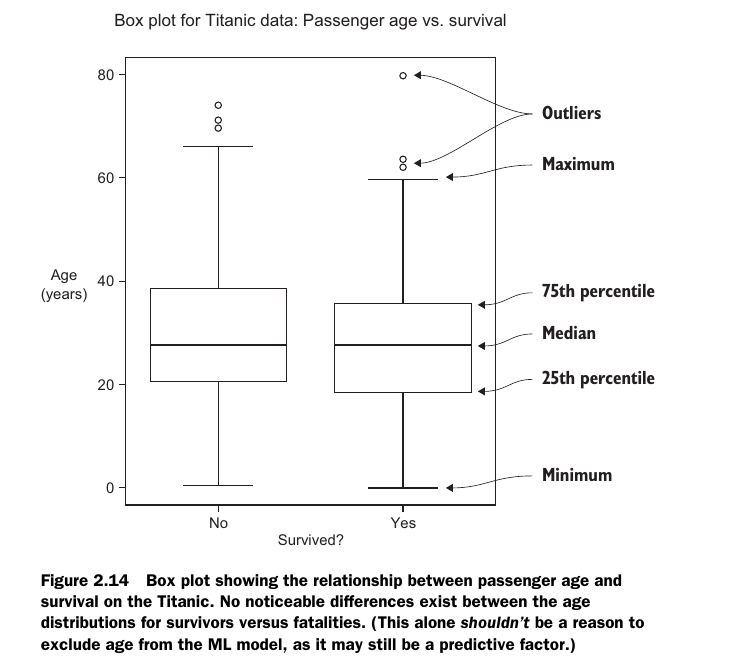 Box plot for Titanic data: Passenger age vs. survival
80
Outliers
Maximum
60
Age
(years)
40
75th percentile
Median
20
25th percentile
Minimum
0
No
Yes
Survived?
Figure 2.14 Box plot showing the relationship between passenger age and
survival on the Titanic. No noticeable differences exist between the age
distributions for survivors versus fatalities. (This alone shouldn't be a reason to
exclude age from the ML model, as it may still be a predictive factor.)